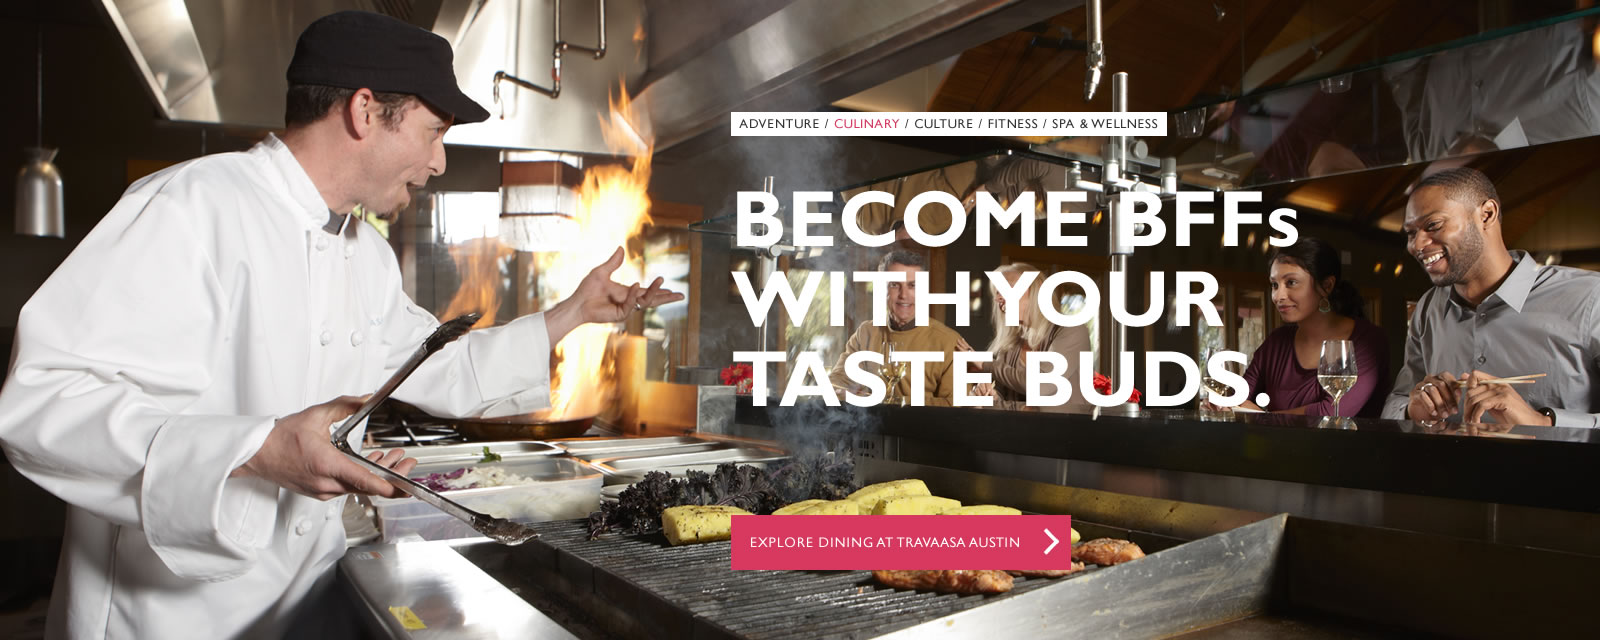 ADVENTURE / CULINARY / CULTURE / FITNESS / SPA & WELLNESS
BECOME BFFs
WITH YOUR
TASTE BUDS.
EXPLORE DINING AT TRAVAASA AUSTIN